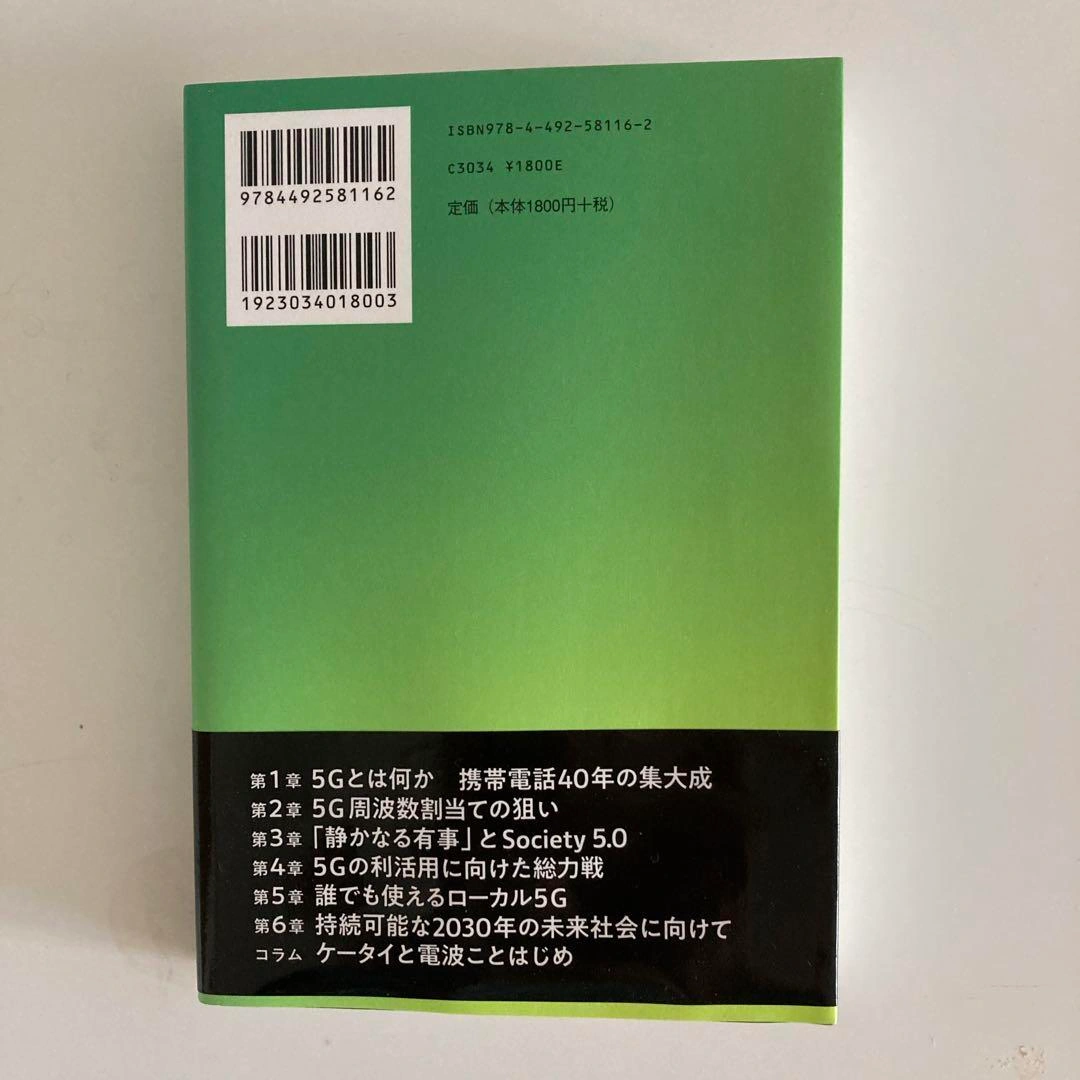 ISBN978-4-492-58116-2
C3034 ¥1800E
定価（本体1800円＋税）
9784492581162
1923034018003
第1章 5Gとは何か 携帯電話40年の集大成
第2章 5G周波数割当ての狙い
第3章 「静かなる有事」とSociety 5.0
第4章 5Gの利活用に向けた総力戦
第5章 誰でも使えるローカル5G
第6章 持続可能な2030年の未来社会に向けて
コラム ケータイと電波ことはじめ